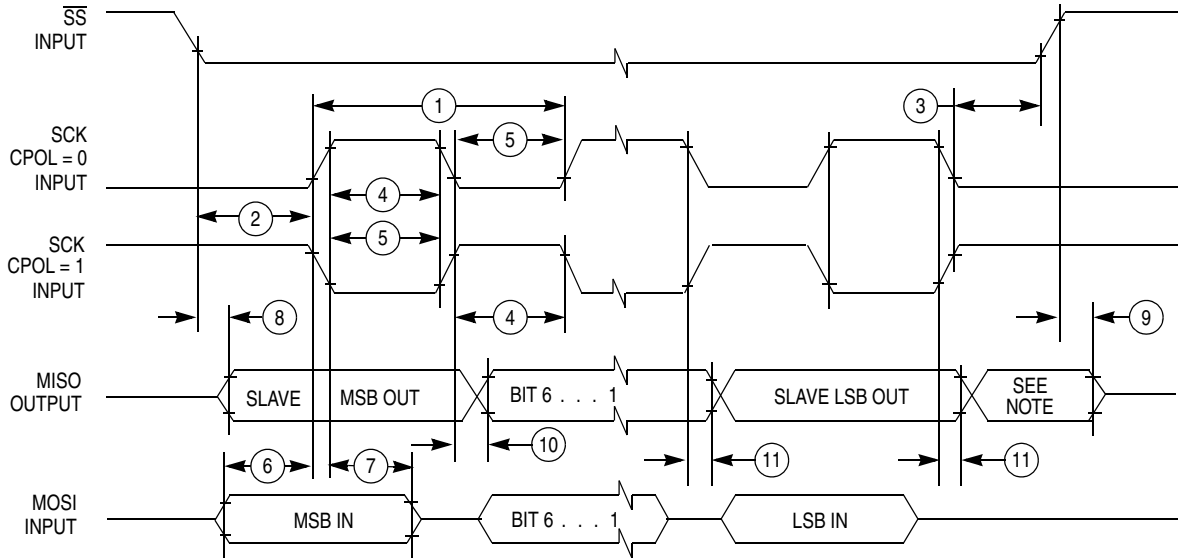 SS
INPUT
1
3
SCK
CPOL = 0
INPUT
5
4
2
SCK
CPOL = 1
INPUT
5
4
8
9
MISO
OUTPUT
SLAVE MSB OUT
BIT 6 . . . 1
SLAVE LSB OUT
SEE
NOTE
10
11
11
6
7
MOSI
INPUT
MSB IN
BIT 6 . . . 1
LSB IN